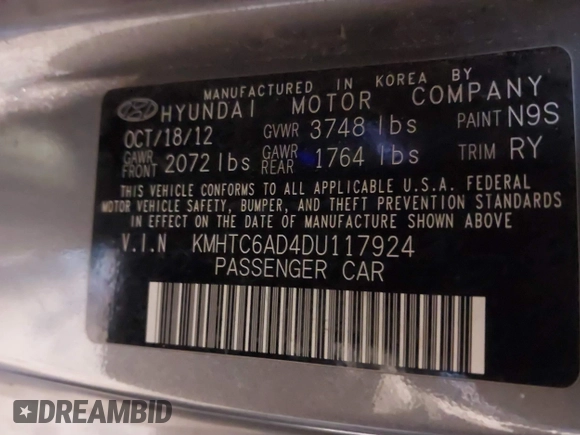 MANUFACTURED IN KOREA BY
HYUNDAI MOTOR COMPANY
OCT/18/12 GVWR 3748 lbs PAINT N9S
GAWR FRONT 2072 lbs GAWR REAR 1764 lbs TRIM RY
THIS VEHICLE CONFORMS TO ALL APPLICABLE U.S.A. FEDERAL
MOTOR VEHICLE SAFETY, BUMPER, AND THEFT PREVENTION STANDARDS
IN EFFECT ON THE DATE OF MANUFACTURE SHOWN ABOVE
V.I.N KMHTC6AD4DU117924
PASSENGER CAR
DREAMBID